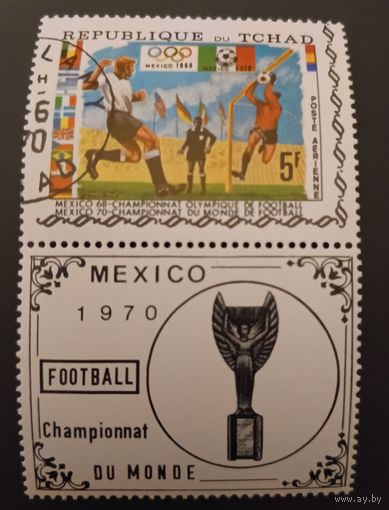 REPUBLIQUE DU TCHAD
MEXICO 1968
MEXICO 1970
POSTE AÉRIENNE
5F
MEXICO 68-CHAMPIONNAT OLYMPIQUE DE FOOTBALL
MEXICO 70-CHAMPIONNAT DU MONDE DE FOOTBALL
MEXICO
1970
FOOTBALL
Championnat
DU MONDE
www.ay.by